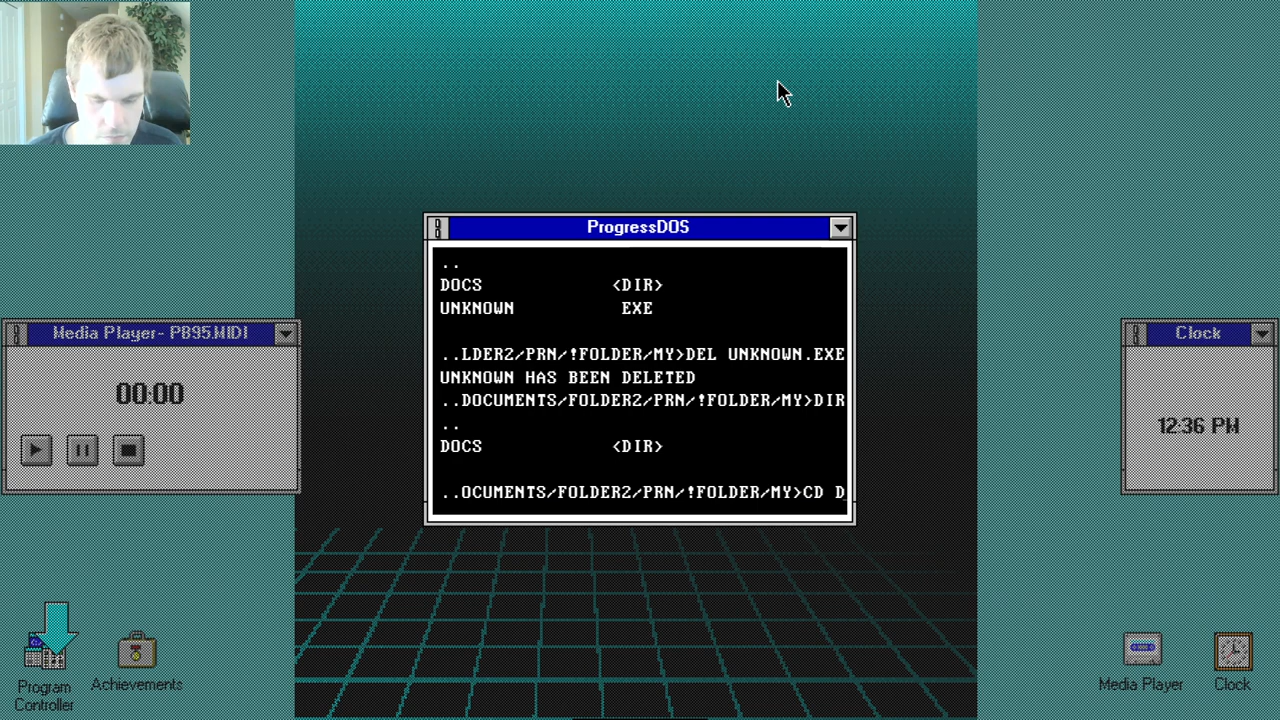 ProgressDOS
..
DOCS <DIR>
UNKNOWN EXE
..LDER2/PRN/!FOLDER/MY>DEL UNKNOWN.EXE
UNKNOWN HAS BEEN DELETED
..DOCUMENTS/FOLDER2/PRN/!FOLDER/MY>DIR
..
DOCS <DIR>
..OCUMENTS/FOLDER2/PRN/!FOLDER/MY>CD D_
Media Player- PB95.MIDI
00:00
Clock
12:36 PM
Program
Controller
Achievements
Media Player
Clock